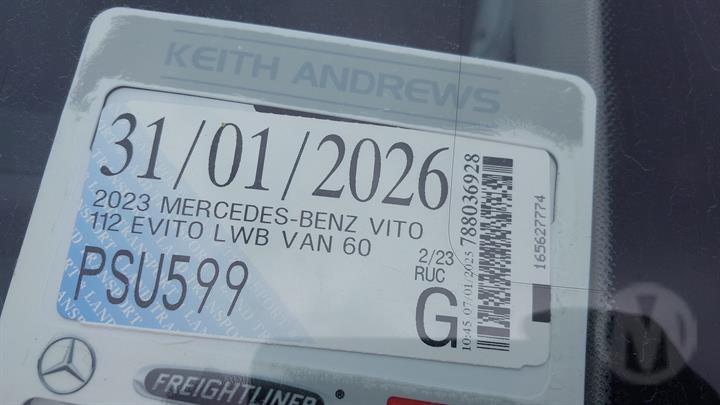 KEITH ANDREWS
31/01/2026
2023 MERCEDES-BENZ VITO
112 EVITO LWB VAN 60
2/23
RUC
PSU599
G
10:45 07/01/2025 788036928
165627774
FREIGHTLINER